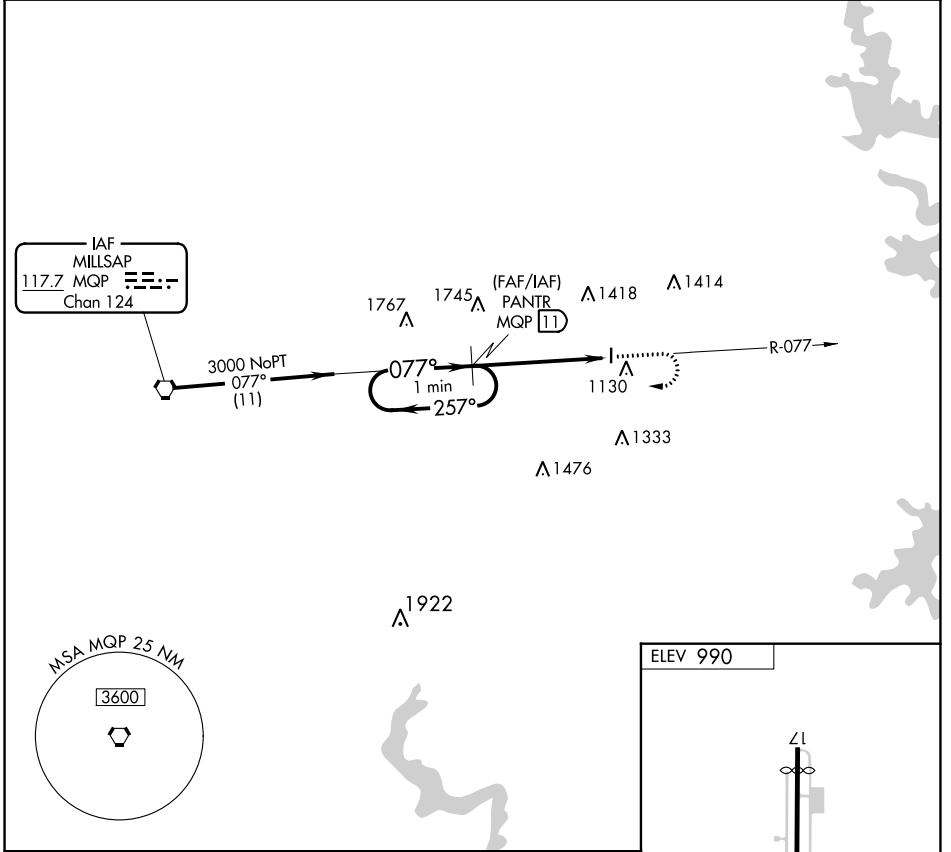 IAF
MILLSAP
117.7 MQP
Chan 124
3000 NoPT
077°
(11)
1767
1745
(FAF/IAF)
PANTR
MQP 11
1418
1414
077°
1 min
257°
1130
R-077
1333
1476
1922
MSA MQP 25 NM
3600
ELEV 990
17